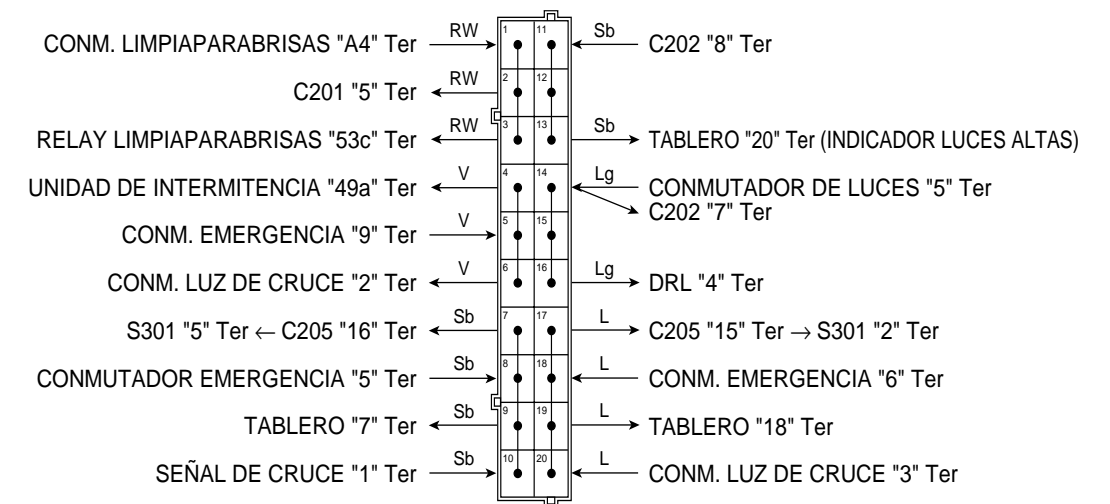 CONM. LIMPIAPARABRISAS "A4" Ter RW 1 11 Sb C202 "8" Ter
C201 "5" Ter RW 2 12
RELAY LIMPIAPARABRISAS "53c" Ter RW 3 13 Sb TABLERO "20" Ter (INDICADOR LUCES ALTAS)
UNIDAD DE INTERMITENCIA "49a" Ter V 4 14 Lg CONMUTADOR DE LUCES "5" Ter
C202 "7" Ter
CONM. EMERGENCIA "9" Ter V 5 15
CONM. LUZ DE CRUCE "2" Ter V 6 16 Lg DRL "4" Ter
S301 "5" Ter ← C205 "16" Ter Sb 7 17 L C205 "15" Ter → S301 "2" Ter
CONMUTADOR EMERGENCIA "5" Ter Sb 8 18 L CONM. EMERGENCIA "6" Ter
TABLERO "7" Ter Sb 9 19 L TABLERO "18" Ter
SEÑAL DE CRUCE "1" Ter Sb 10 20 L CONM. LUZ DE CRUCE "3" Ter